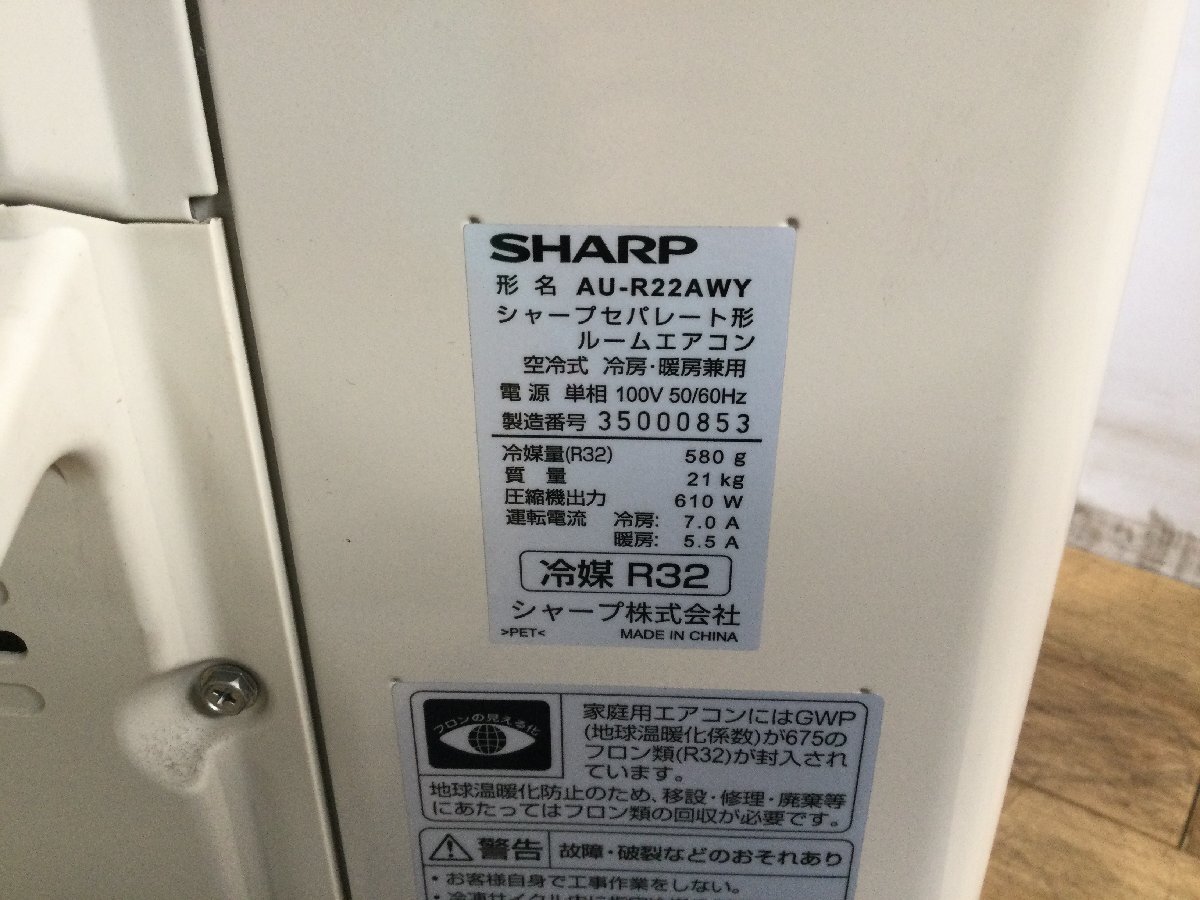 SHARP
形 名 AU-R22AWY
シャープセパレート形
ルームエアコン
空冷式 冷房・暖房兼用
電 源 単相 100V 50/60Hz
製造番号 35000853
冷媒量(R32) 580 g
質 量 21 kg
圧縮機出力 610 W
運転電流 冷房: 7.0 A
暖房: 5.5 A
冷媒 R32
シャープ株式会社
>PET< MADE IN CHINA
フロンの見える化
家庭用エアコンにはGWP
(地球温暖化係数)が675の
フロン類(R32)が封入され
ています。
地球温暖化防止のため、移設・修理・廃棄等
にあたってはフロン類の回収が必要です。
警告 故障・破裂などのおそれあり
・お客様自身で工事作業をしない。